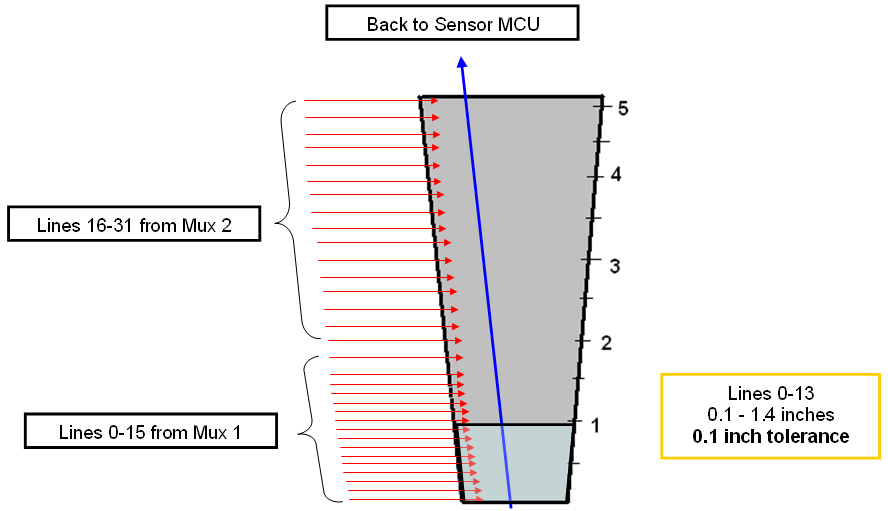 Back to Sensor MCU
5
4
Lines 16-31 from Mux 2
3
2
Lines 0-13
0.1 - 1.4 inches
0.1 inch tolerance
Lines 0-15 from Mux 1
1